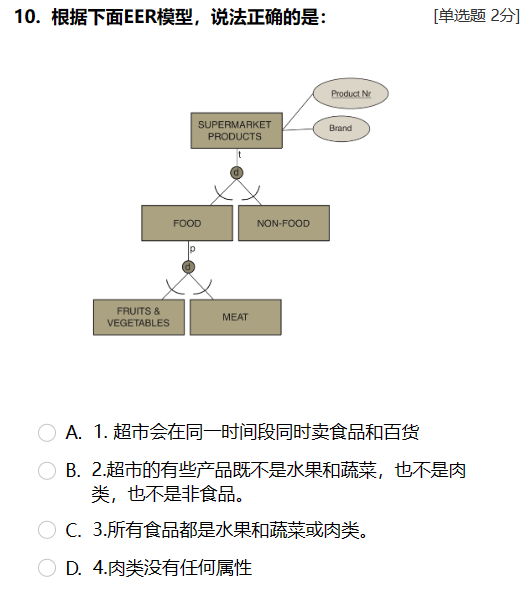 10. 根据下面EER模型，说法正确的是： [单选题 2分]
Product Nr
SUPERMARKET
PRODUCTS
Brand
t
d
FOOD
NON-FOOD
p
d
FRUITS &
VEGETABLES
MEAT
A. 1. 超市会在同一时间段同时卖食品和百货
B. 2.超市的有些产品既不是水果和蔬菜，也不是肉
类，也不是非食品。
C. 3.所有食品都是水果和蔬菜或肉类。
D. 4.肉类没有任何属性